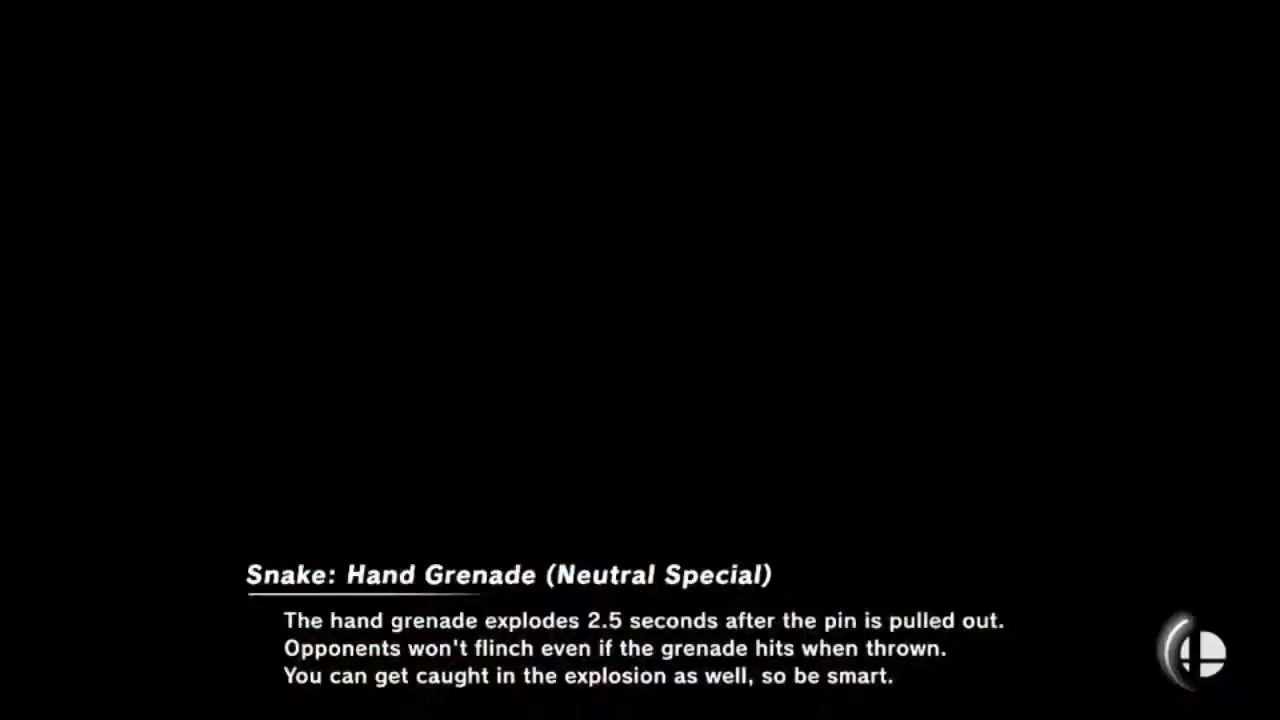 Snake: Hand Grenade (Neutral Special)
The hand grenade explodes 2.5 seconds after the pin is pulled out.
Opponents won't flinch even if the grenade hits when thrown.
You can get caught in the explosion as well, so be smart.